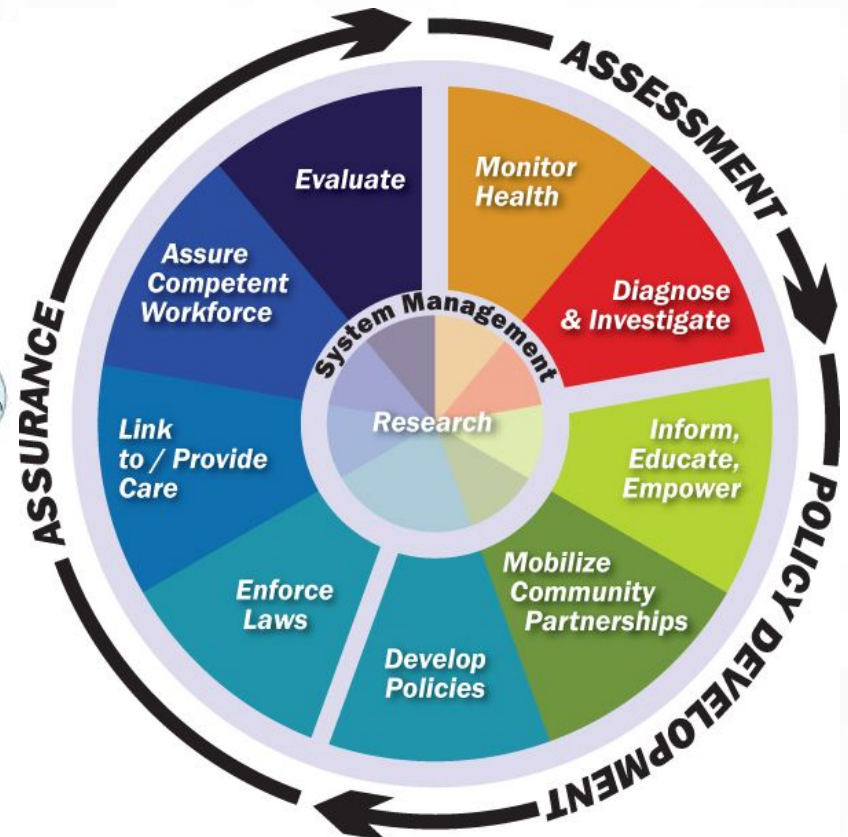 ASSESSMENT
Monitor
Health
Diagnose
& Investigate
POLICY DEVELOPMENT
Inform,
Educate,
Empower
Mobilize
Community
Partnerships
Develop
Policies
ASSURANCE
Enforce
Laws
Link
to / Provide
Care
Assure
Competent
Workforce
Evaluate
System Management
Research